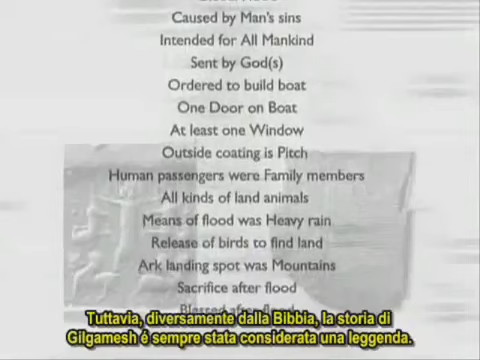 Caused by Man's sins
Intended for All Mankind
Sent by God(s)
Ordered to build boat
One Door on Boat
At least one Window
Outside coating is Pitch
Human passengers were Family members
All kinds of land animals
Means of flood was Heavy rain
Release of birds to find land
Ark landing spot was Mountains
Sacrifice after flood
Blessed after flood
Tuttavia, diversamente dalla Bibbia, la storia di
Gilgamesh é sempre stata considerata una leggenda.